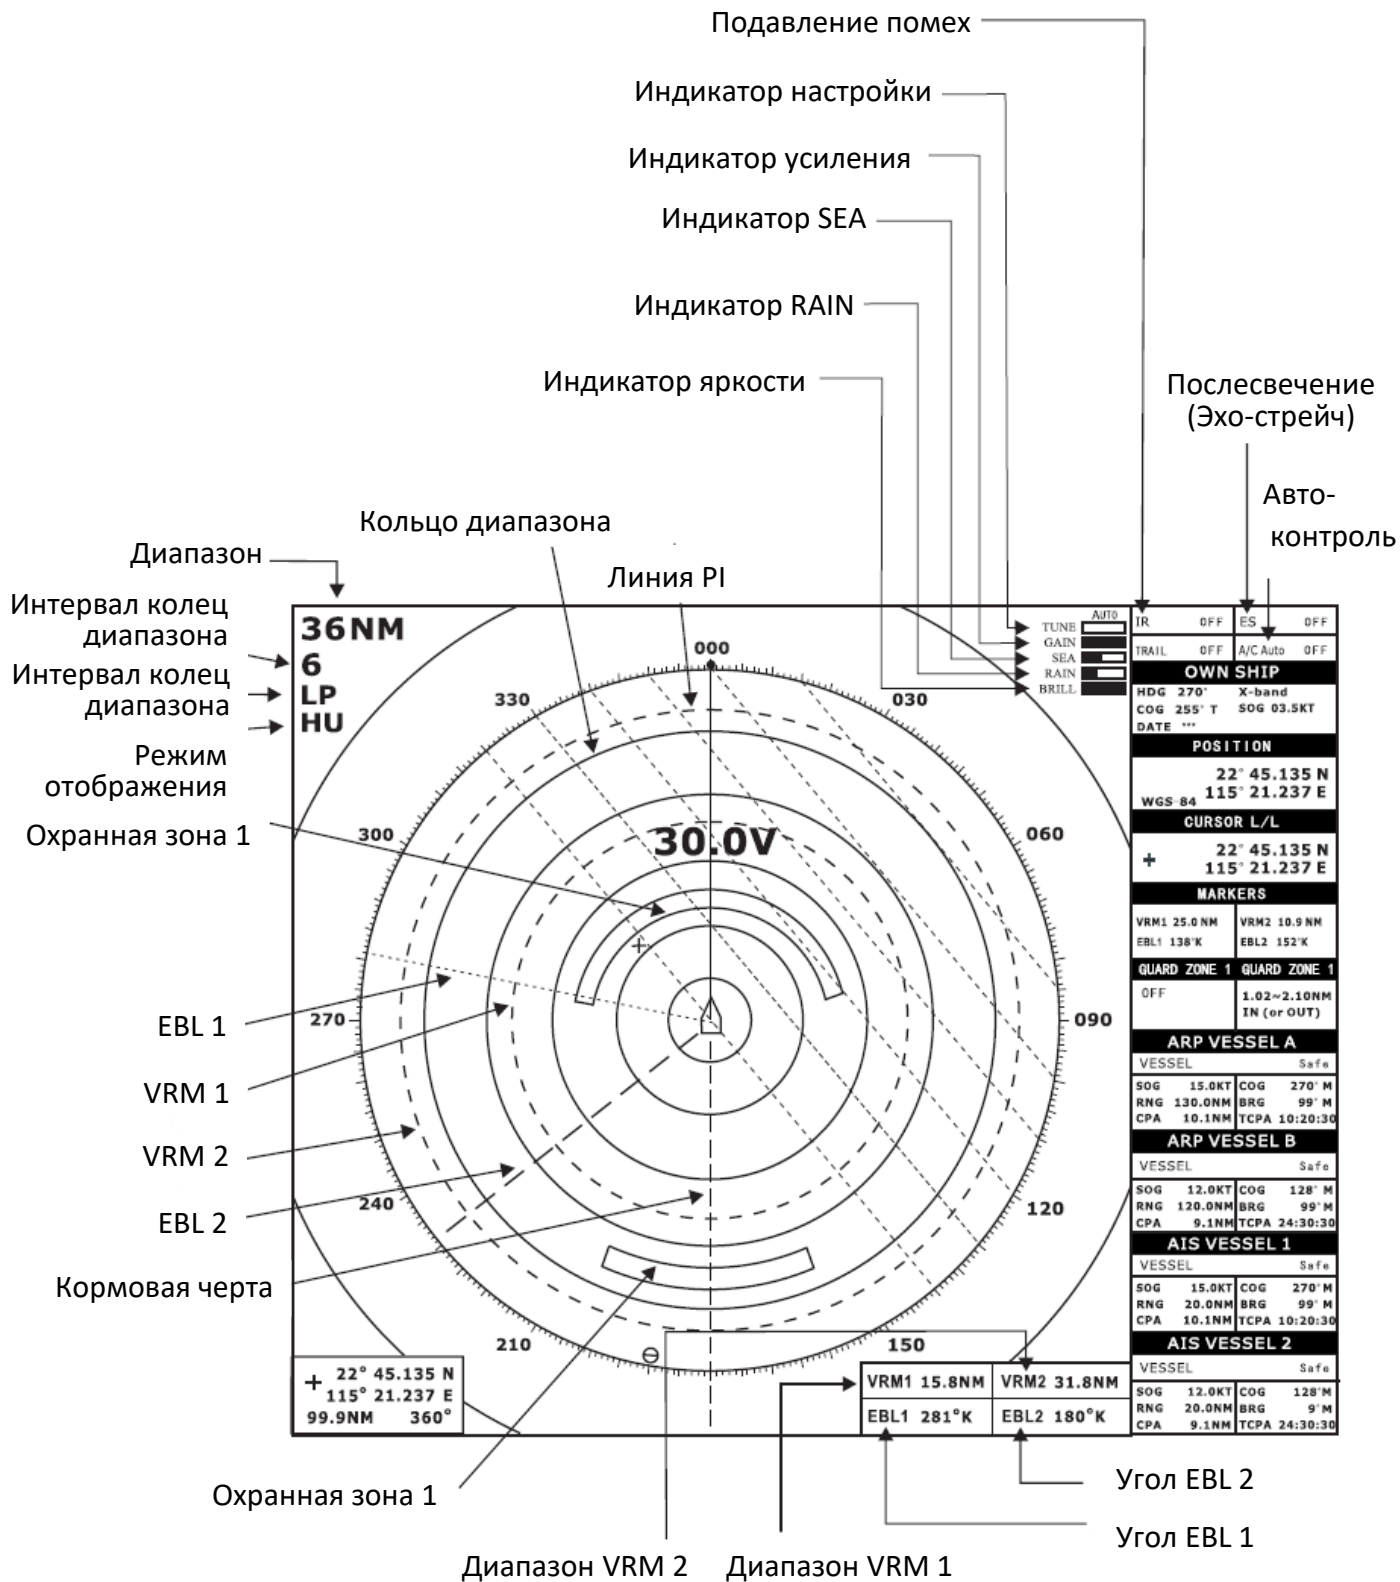 Подавление помех
Индикатор настройки
Индикатор усиления
Индикатор SEA
Индикатор RAIN
Индикатор яркости
Послесвечение
(Эхо-стрейч)
Авто-
контроль
Кольцо диапазона
Диапазон
Линия PI
Интервал колец
диапазона
Интервал колец
диапазона
Режим
отображения
Охранная зона 1
EBL 1
VRM 1
VRM 2
EBL 2
Кормовая черта
36NM
6
LP
HU
000
030
060
090
120
150
210
240
270
300
330
30.0V
AUTO
TUNE
GAIN
SEA
RAIN
BRILL
IR OFF ES OFF
TRAIL OFF A/C Auto OFF
OWN SHIP
HDG 270° X-band
COG 255° T SOG 03.5KT
DATE ***
POSITION
22° 45.135 N
WGS-84 115° 21.237 E
CURSOR L/L
+ 22° 45.135 N
115° 21.237 E
MARKERS
VRM1 25.0 NM VRM2 10.9 NM
EBL1 138°K EBL2 152°K
GUARD ZONE 1 GUARD ZONE 1
OFF 1.02~2.10NM
IN (or OUT)
ARP VESSEL A
VESSEL Safe
SOG 15.0KT COG 270° M
RNG 130.0NM BRG 99° M
CPA 10.1NM TCPA 10:20:30
ARP VESSEL B
VESSEL Safe
SOG 12.0KT COG 128° M
RNG 120.0NM BRG 99° M
CPA 9.1NM TCPA 24:30:30
AIS VESSEL 1
VESSEL Safe
SOG 15.0KT COG 270° M
RNG 20.0NM BRG 99° M
CPA 10.1NM TCPA 10:20:30
AIS VESSEL 2
VESSEL Safe
SOG 12.0KT COG 128°M
RNG 20.0NM BRG 9°M
CPA 9.1NM TCPA 24:30:30
+ 22° 45.135 N
115° 21.237 E
99.9NM 360°
VRM1 15.8NM VRM2 31.8NM
EBL1 281°K EBL2 180°K
Охранная зона 1
Угол EBL 2
Угол EBL 1
Диапазон VRM 2 Диапазон VRM 1